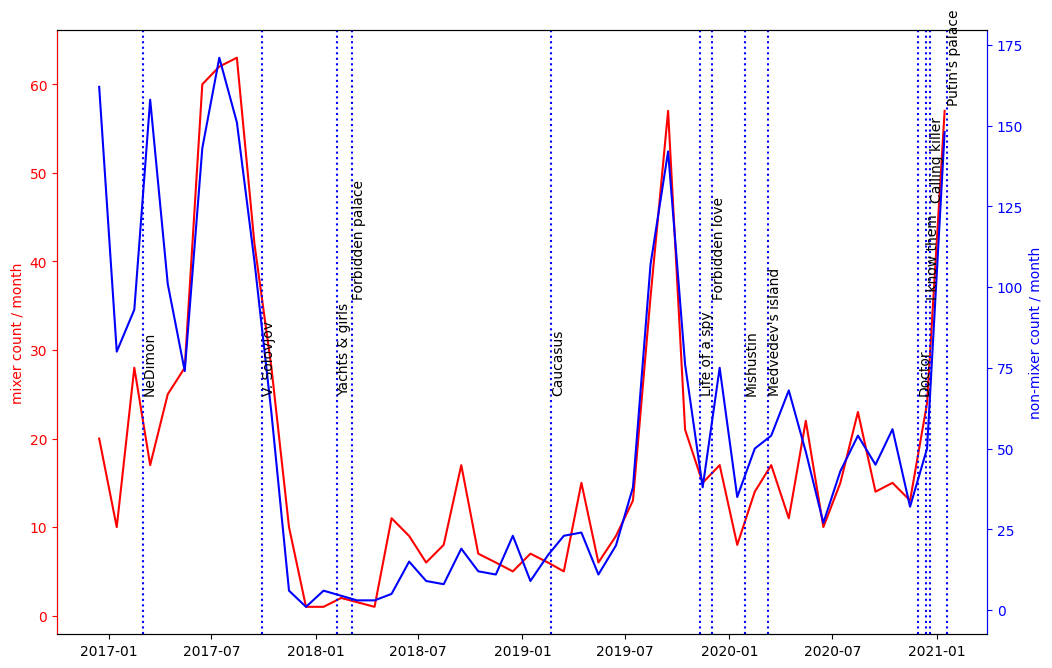 mixer count / month
60
50
40
30
20
10
0
NeDimon
V. Solovjov
Yachts & girls
Forbidden palace
Caucasus
Life of a spy
Forbidden love
Mishustin
Medvedev's island
Doctor
I know them
Calling killer
Putin's palace
175
150
125
100
75
50
25
0
non-mixer count / month
2017-01
2017-07
2018-01
2018-07
2019-01
2019-07
2020-01
2020-07
2021-01